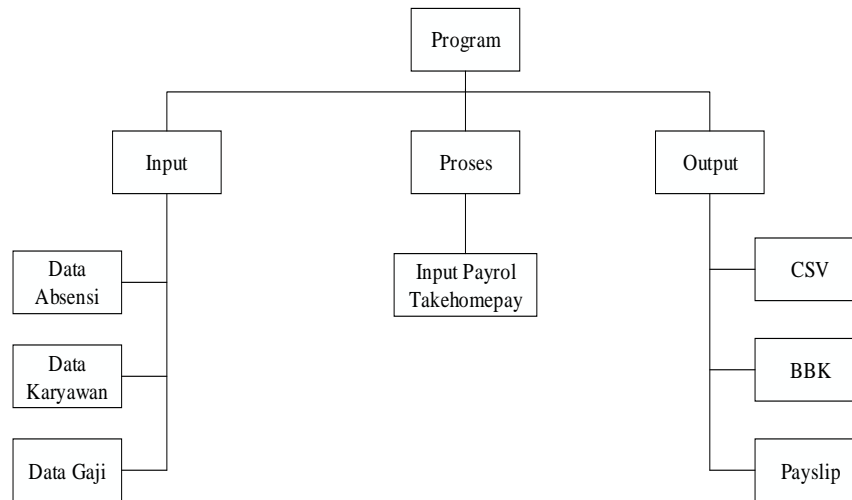 Program
Input
Proses
Output
Data
Absensi
Input Payrol
Takehomepay
CSV
Data
Karyawan
BBK
Data Gaji
Payslip